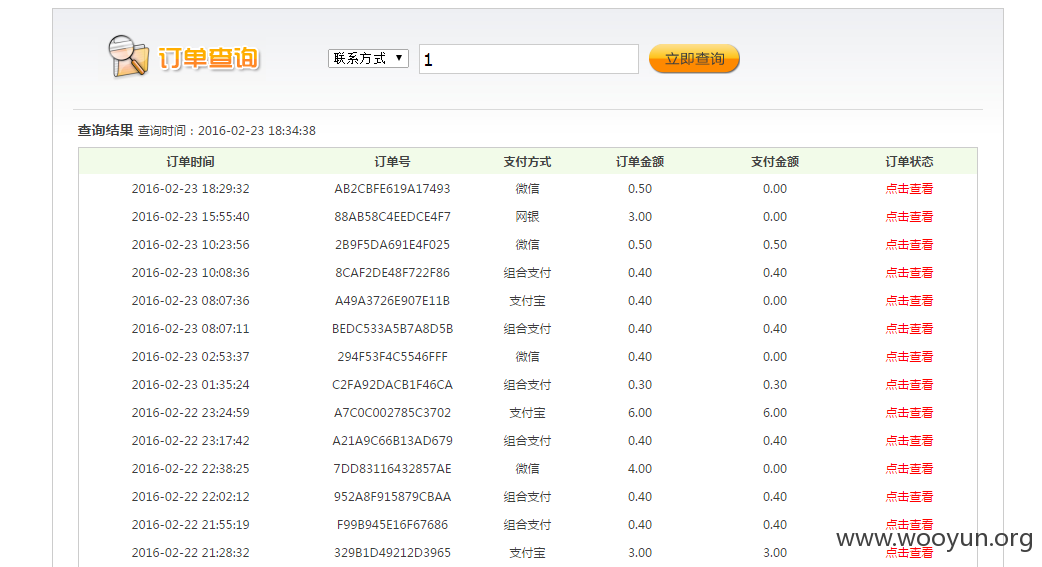 订单查询 联系方式 ▼ 1 立即查询
查询结果 查询时间：2016-02-23 18:34:38
订单时间 订单号 支付方式 订单金额 支付金额 订单状态
2016-02-23 18:29:32 AB2CBFE619A17493 微信 0.50 0.00 点击查看
2016-02-23 15:55:40 88AB58C4EEDCE4F7 网银 3.00 0.00 点击查看
2016-02-23 10:23:56 2B9F5DA691E4F025 微信 0.50 0.50 点击查看
2016-02-23 10:08:36 8CAF2DE48F722F86 组合支付 0.40 0.40 点击查看
2016-02-23 08:07:36 A49A3726E907E11B 支付宝 0.40 0.00 点击查看
2016-02-23 08:07:11 BEDC533A5B7A8D5B 组合支付 0.40 0.40 点击查看
2016-02-23 02:53:37 294F53F4C5546FFF 微信 0.40 0.00 点击查看
2016-02-23 01:35:24 C2FA92DACB1F46CA 组合支付 0.30 0.30 点击查看
2016-02-22 23:24:59 A7C0C002785C3702 支付宝 6.00 6.00 点击查看
2016-02-22 23:17:42 A21A9C66B13AD679 组合支付 0.40 0.40 点击查看
2016-02-22 22:38:25 7DD83116432857AE 微信 4.00 0.00 点击查看
2016-02-22 22:02:12 952A8F915879CBAA 组合支付 0.40 0.40 点击查看
2016-02-22 21:55:19 F99B945E16F67686 组合支付 0.40 0.40 点击查看
2016-02-22 21:28:32 329B1D49212D3965 支付宝 3.00 3.00 点击查看
www.wooyun.org